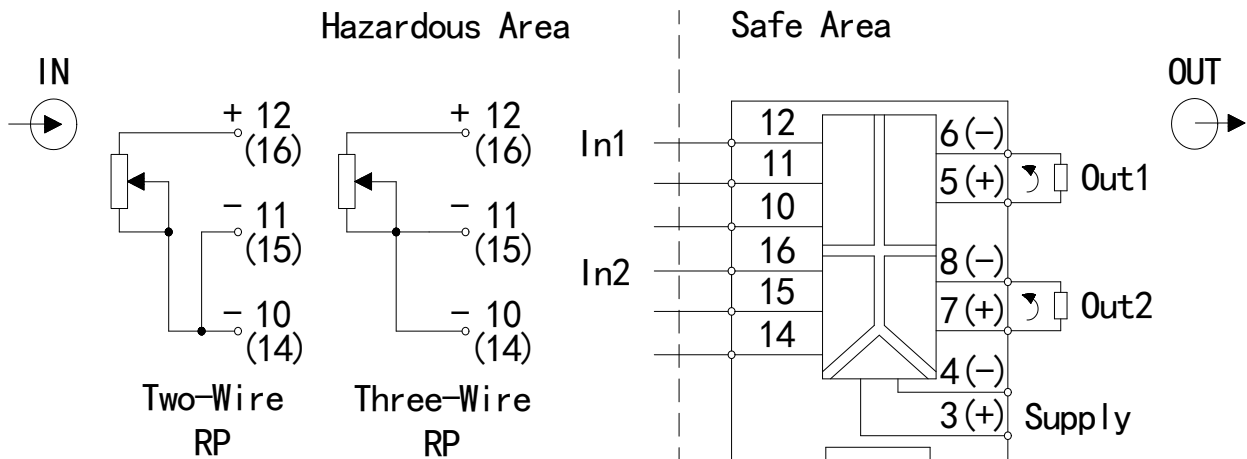 Hazardous Area
Safe Area
IN
OUT
+ 12
(16)
- 11
(15)
- 10
(14)
Two-Wire
RP
+ 12
(16)
- 11
(15)
- 10
(14)
Three-Wire
RP
In1
In2
12
11
10
16
15
14
6(-)
5(+)
Out1
8(-)
7(+)
Out2
4(-)
3(+)
Supply